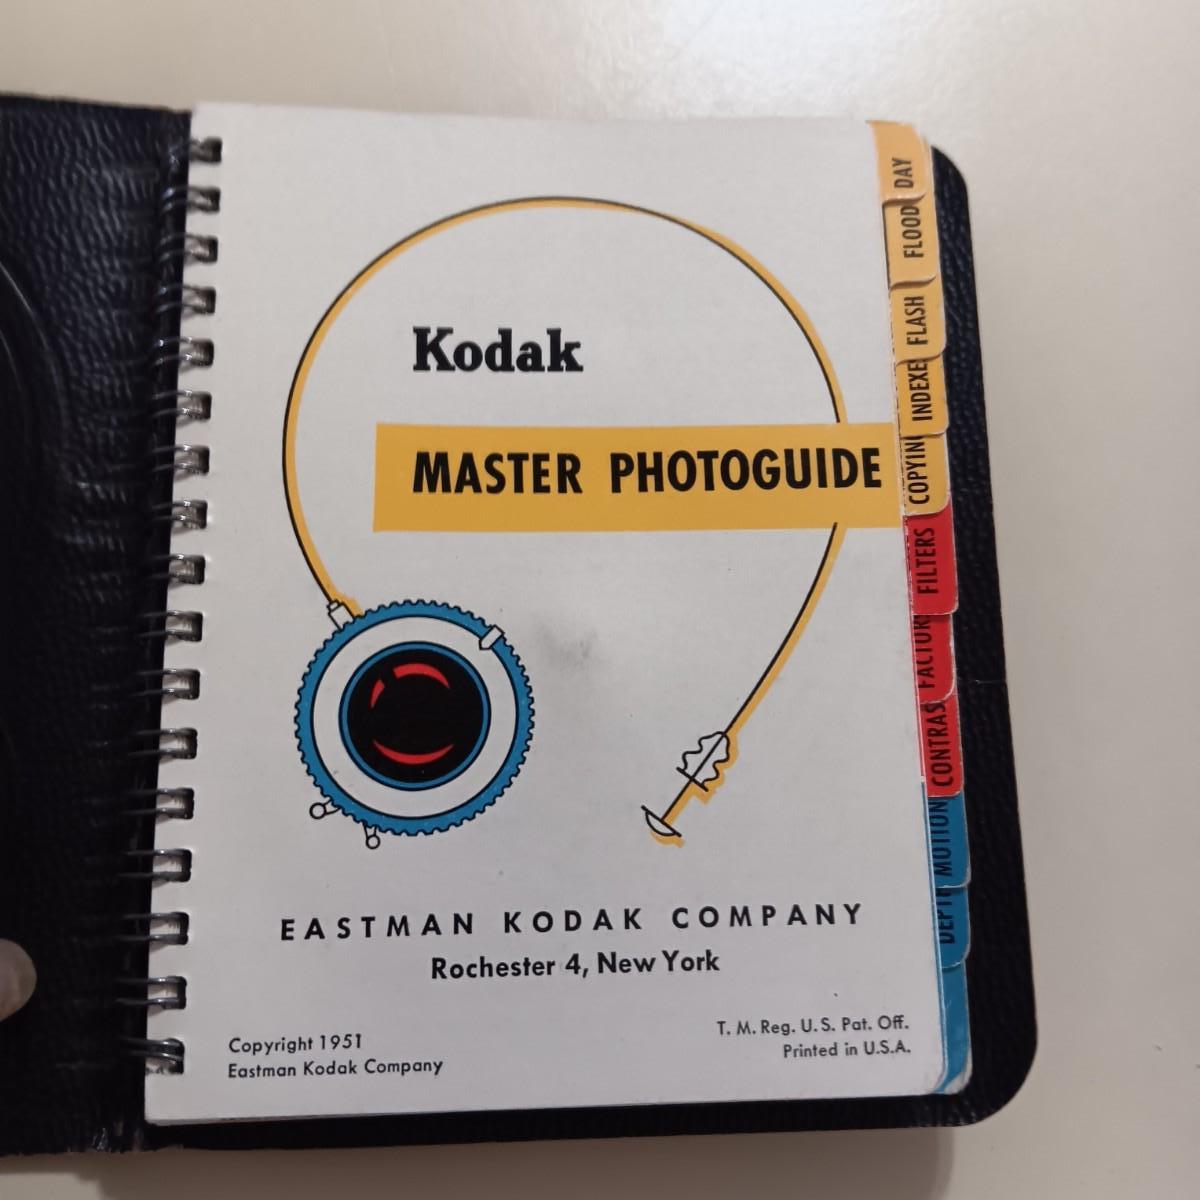 Kodak
MASTER PHOTOGUIDE
EASTMAN KODAK COMPANY
Rochester 4, New York
Copyright 1951
Eastman Kodak Company
T. M. Reg. U. S. Pat. Off.
Printed in U.S.A.
DAY
FLOOD
FLASH
INDEXE
COPYIN
FILTERS
FACTOR
CONTRAS
MOTION
DEPT